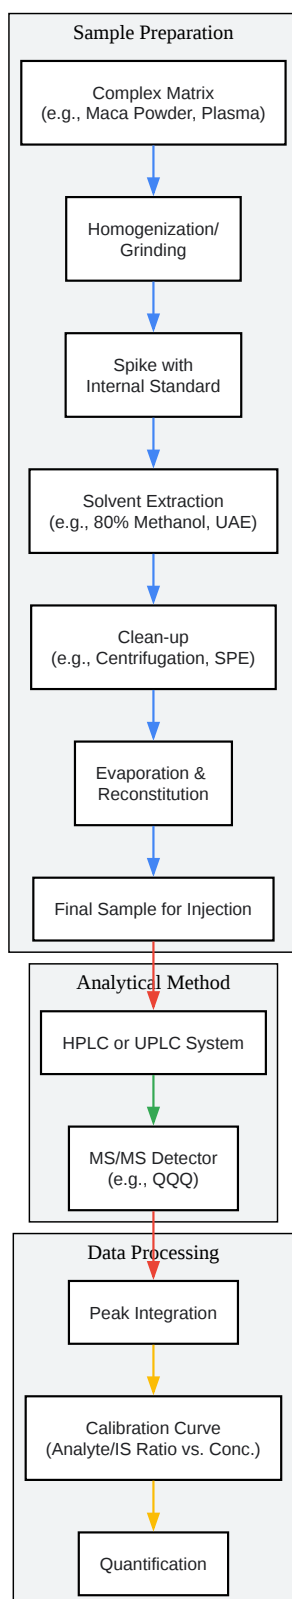 Sample Preparation
Complex Matrix
(e.g., Maca Powder, Plasma)
Homogenization/
Grinding
Spike with
Internal Standard
Solvent Extraction
(e.g., 80% Methanol, UAE)
Clean-up
(e.g., Centrifugation, SPE)
Evaporation &
Reconstitution
Final Sample for Injection
Analytical Method
HPLC or UPLC System
MS/MS Detector
(e.g., QQQ)
Data Processing
Peak Integration
Calibration Curve
(Analyte/IS Ratio vs. Conc.)
Quantification